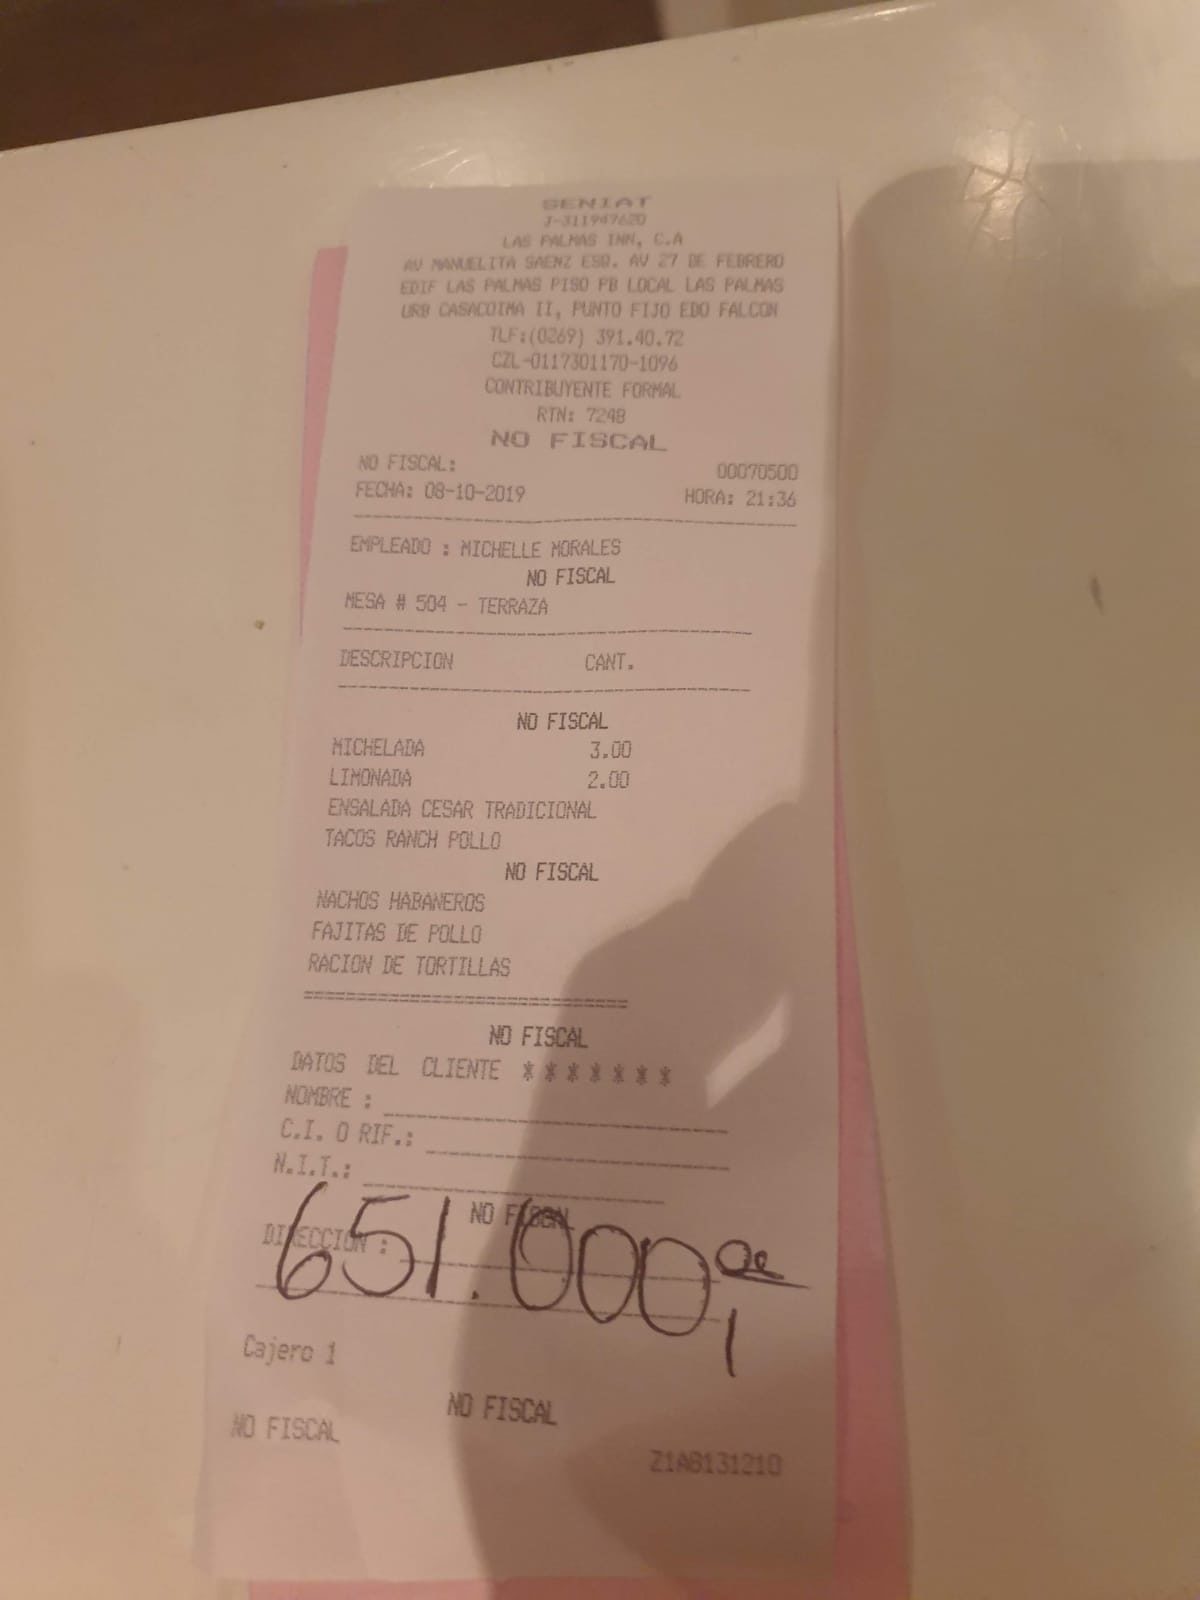 SENIAT
J-311947620
LAS PALMAS INN, C.A
AV MANUELITA SAENZ ESQ. AV 27 DE FEBRERO
EDIF LAS PALMAS PISO PB LOCAL LAS PALMAS
URB CASACOIMA II, PUNTO FIJO EDO FALCON
TLF:(0269) 391.40.72
CZL-0117301170-1096
CONTRIBUYENTE FORMAL
RTN: 7248
NO FISCAL
NO FISCAL: 00070500
FECHA: 08-10-2019 HORA: 21:36
EMPLEADO : MICHELLE MORALES
NO FISCAL
MESA # 504 - TERRAZA
DESCRIPCION CANT.
NO FISCAL
MICHELADA 3.00
LIMONADA 2.00
ENSALADA CESAR TRADICIONAL
TACOS RANCH POLLO
NO FISCAL
NACHOS HABANEROS
FAJITAS DE POLLO
RACION DE TORTILLAS
NO FISCAL
DATOS DEL CLIENTE *******
NOMBRE :
C.I. O RIF.:
N.I.T.:
NO FISCAL
DIRECCION :
651.000,00
Cajero 1
NO FISCAL
NO FISCAL
Z1A8131210